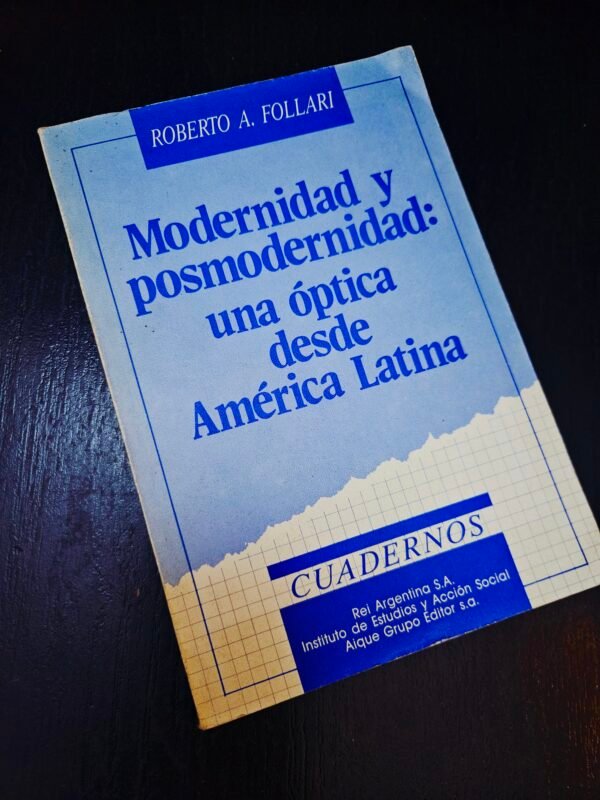 ROBERTO A. FOLLARI
Modernidad y
posmodernidad:
una óptica
desde
América Latina
CUADERNOS
Rei Argentina S.A.
Instituto de Estudios y Acción Social
Aique Grupo Editor s.a.